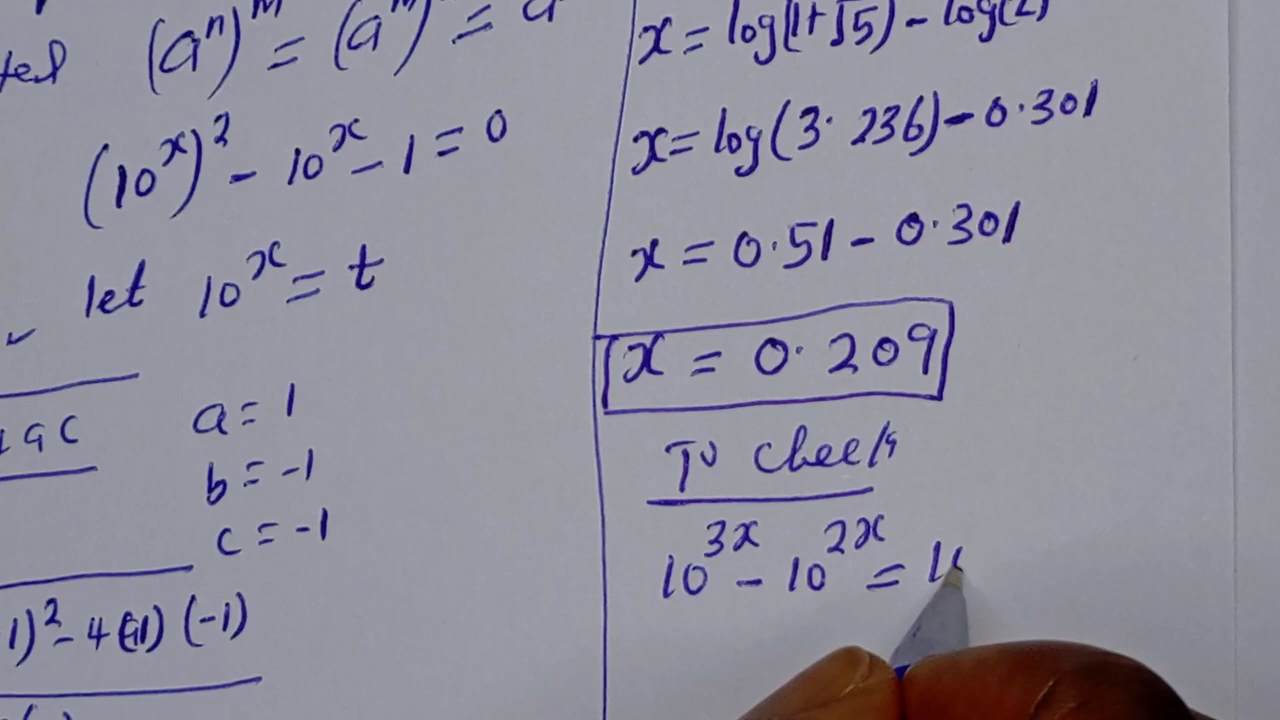 (aⁿ)ᵐ = (aᵐ)ⁿ = a
(10ˣ)² - 10ˣ - 1 = 0
let 10ˣ = t
a = 1
b = -1
c = -1
1)² - 4(1)(-1)
x = log(1+√5) - log(2)
x = log(3.236) - 0.301
x = 0.51 - 0.301
x = 0.209
To check
10³ˣ - 10²ˣ = 1